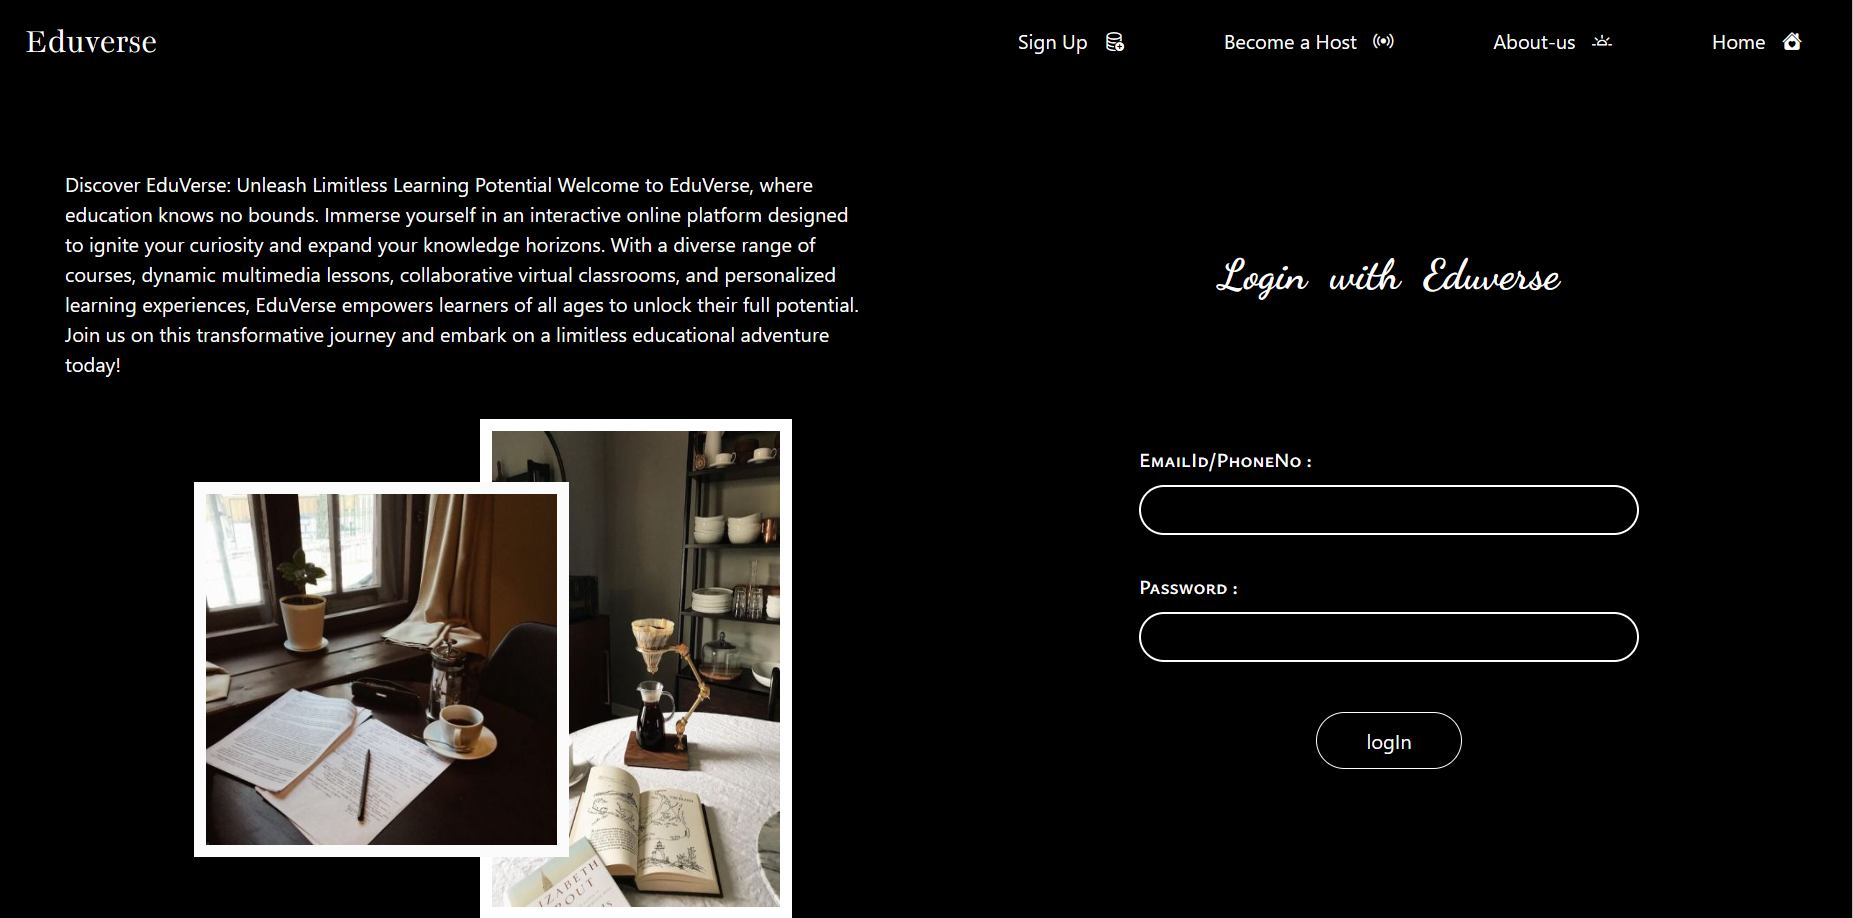 Eduverse
Sign Up
Become a Host
About-us
Home
Discover EduVerse: Unleash Limitless Learning Potential Welcome to EduVerse, where
education knows no bounds. Immerse yourself in an interactive online platform designed
to ignite your curiosity and expand your knowledge horizons. With a diverse range of
courses, dynamic multimedia lessons, collaborative virtual classrooms, and personalized
learning experiences, EduVerse empowers learners of all ages to unlock their full potential.
Join us on this transformative journey and embark on a limitless educational adventure
today!
Login with Eduverse
EmailId/PhoneNo :
Password :
logIn